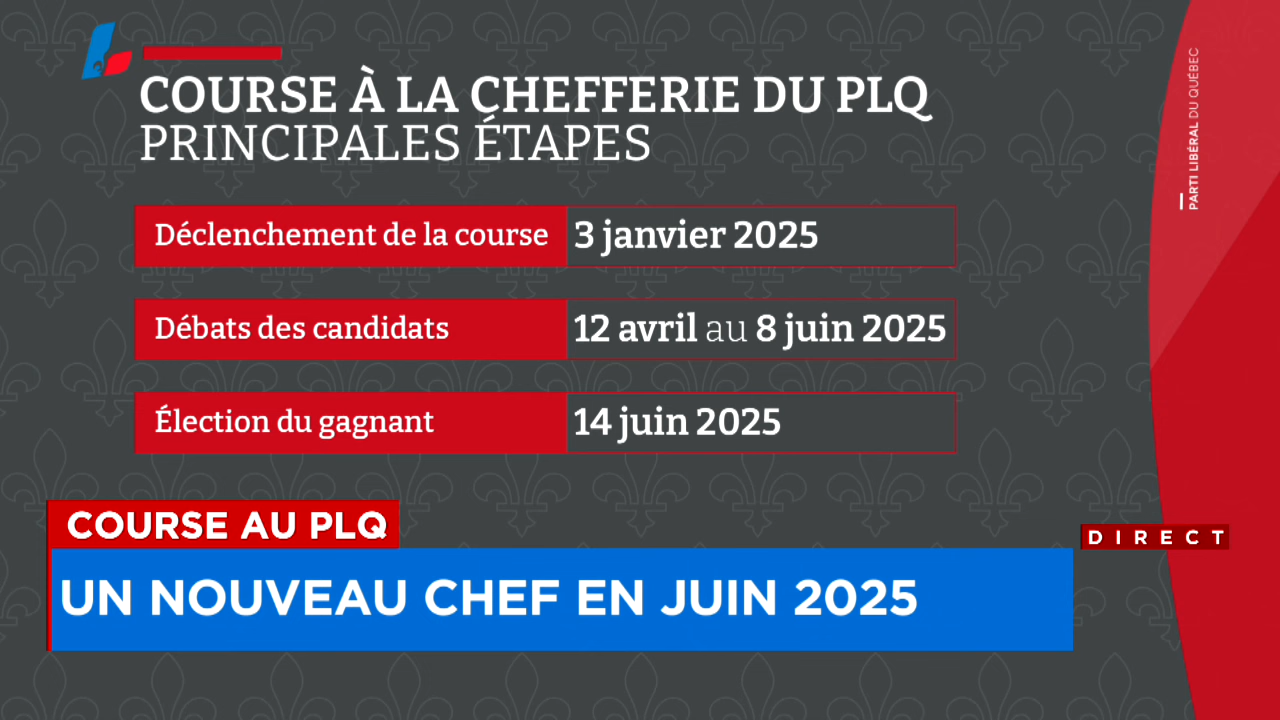 COURSE À LA CHEFFERIE DU PLQ
PRINCIPALES ÉTAPES
PARTI LIBÉRAL DU QUÉBEC
Déclenchement de la course 3 janvier 2025
Débats des candidats 12 avril au 8 juin 2025
Élection du gagnant 14 juin 2025
COURSE AU PLQ
DIRECT
UN NOUVEAU CHEF EN JUIN 2025